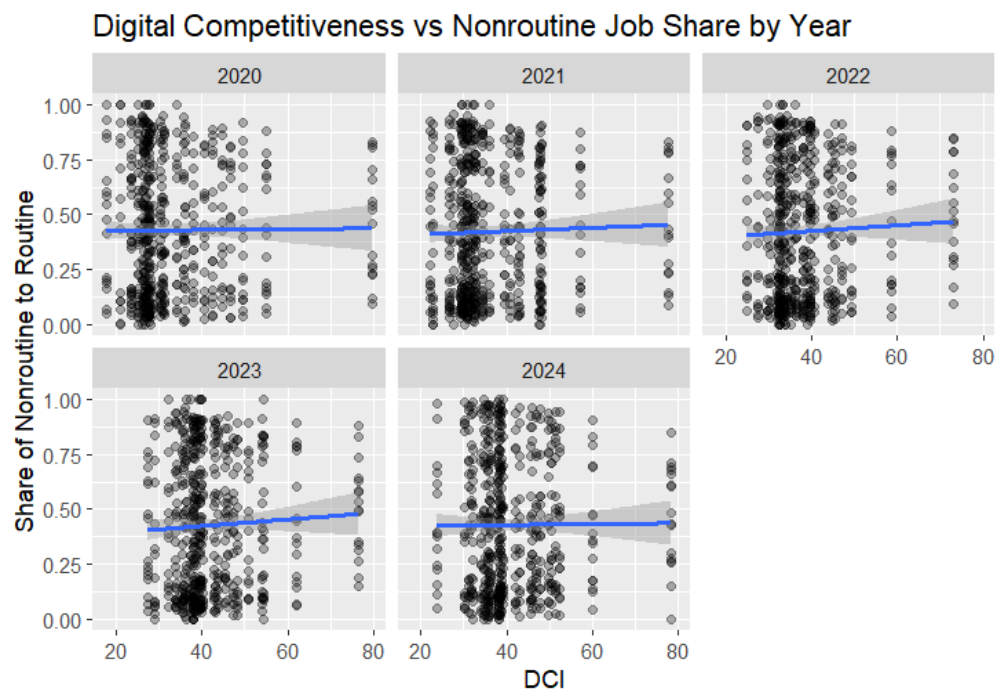 Digital Competitiveness vs Nonroutine Job Share by Year
2020 2021 2022
1.00
0.75
0.50
0.25
0.00
20 40 60 80
2023 2024
1.00
0.75
0.50
0.25
0.00
20 40 60 80 20 40 60 80
Share of Nonroutine to Routine
DCI